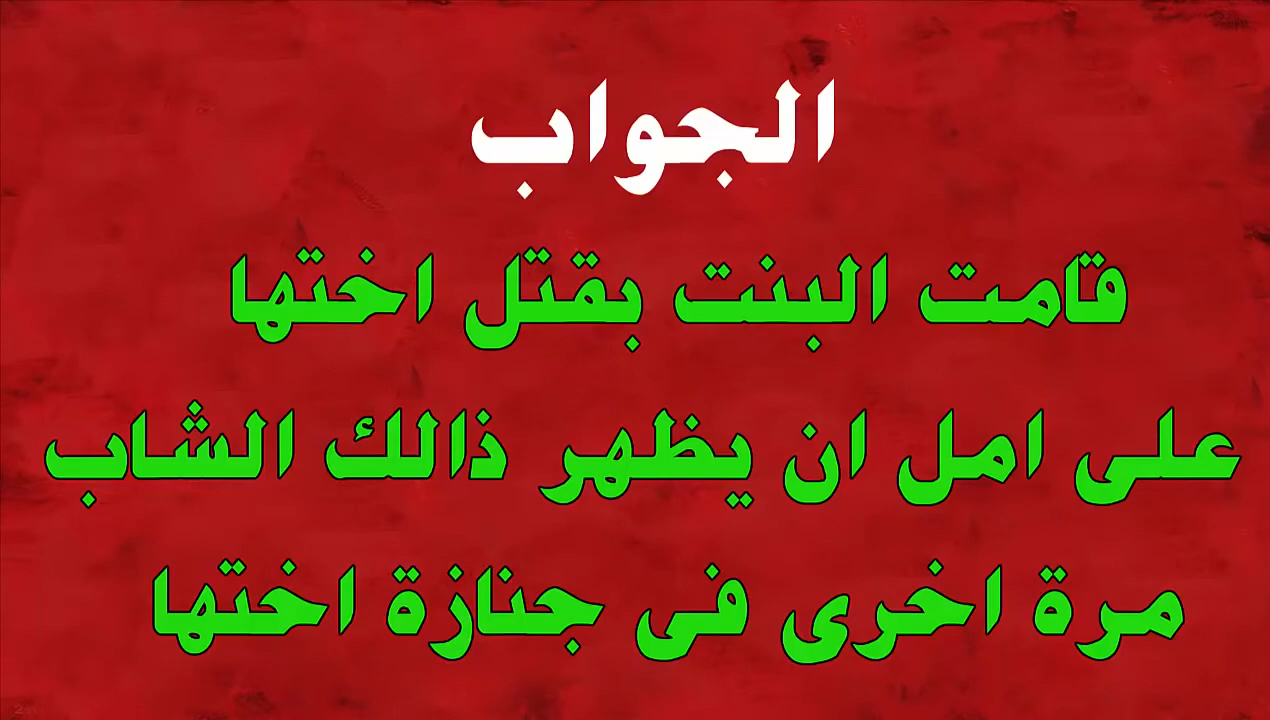 الجواب
قامت البنت بقتل اختها
على امل ان يظهر ذالك الشاب
مرة اخرى فى جنازة اختها